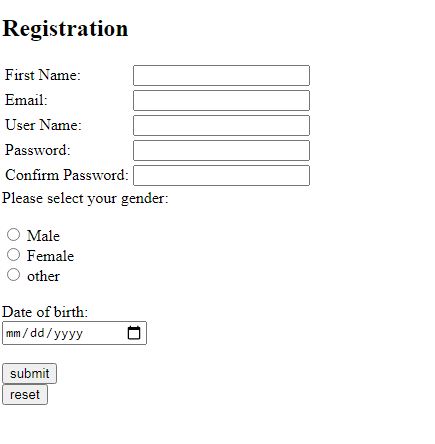 Registration
First Name:
Email:
User Name:
Password:
Confirm Password:
Please select your gender:
Male
Female
other
Date of birth:
mm/dd/yyyy
submit
reset